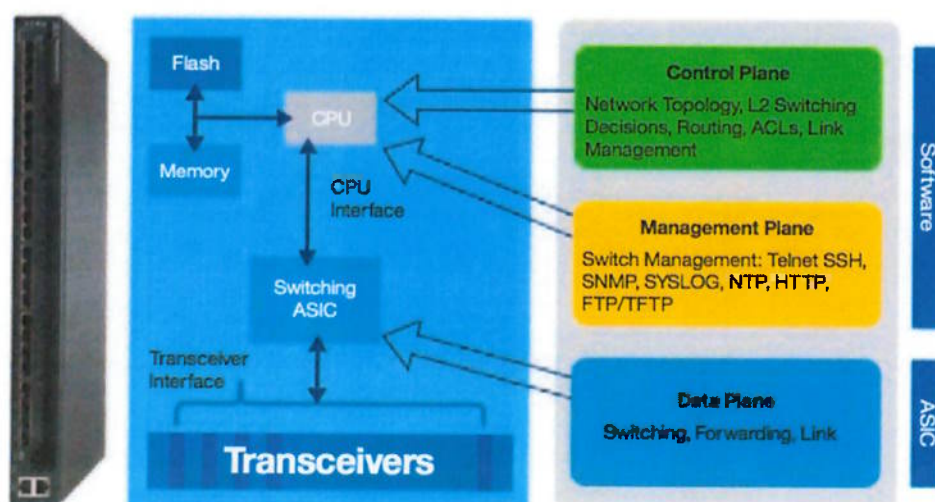 Flash
CPU
Memory
CPU
Interface
Switching
ASIC
Transceiver
Interface
Transceivers
Control Plane
Network Topology, L2 Switching
Decisions, Routing, ACLs, Link
Management
Management Plane
Switch Management: Telnet SSH,
SNMP, SYSLOG, NTP, HTTP,
FTP/TFTP
Data Plane
Switching, Forwarding, Link
Software
ASIC